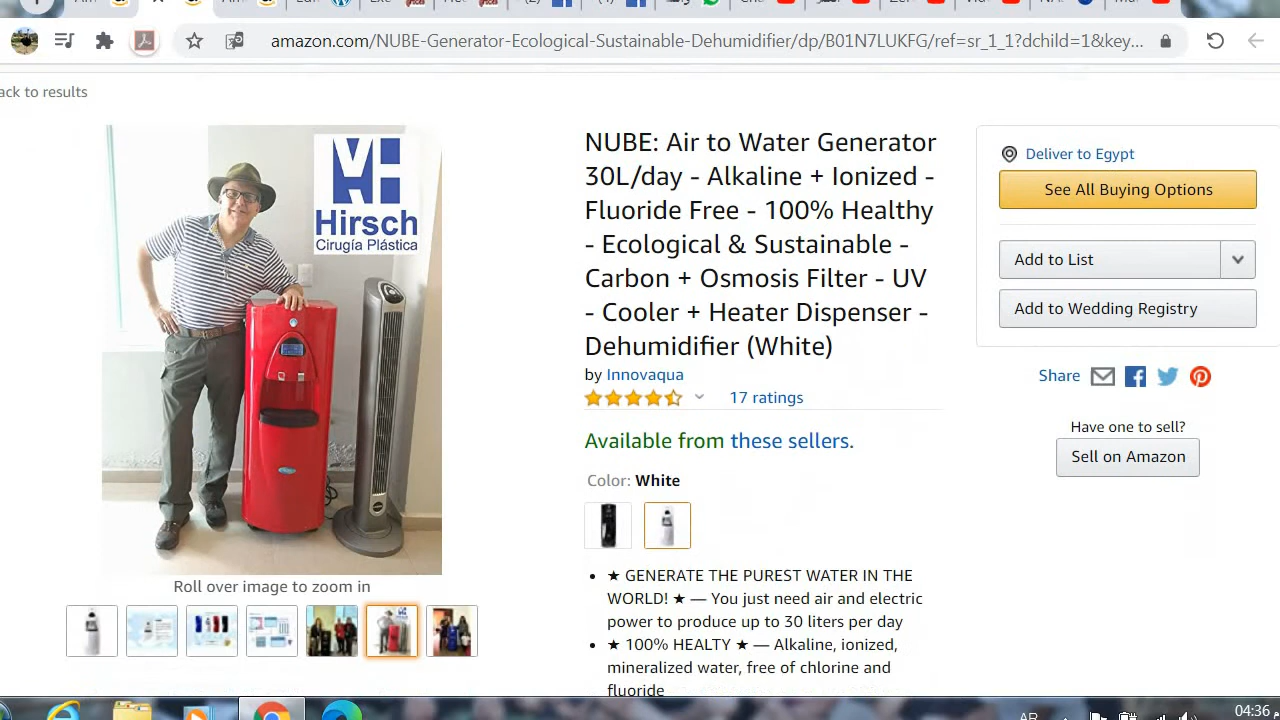 amazon.com/NUBE-Generator-Ecological-Sustainable-Dehumidifier/dp/B01N7LUKFG/ref=sr_1_1?dchild=1&key...
ack to results
Hirsch
Cirugía Plástica
Roll over image to zoom in
NUBE: Air to Water Generator
30L/day - Alkaline + Ionized -
Fluoride Free - 100% Healthy
- Ecological & Sustainable -
Carbon + Osmosis Filter - UV
- Cooler + Heater Dispenser -
Dehumidifier (White)
by Innovaqua
17 ratings
Available from these sellers.
Color: White
• ★ GENERATE THE PUREST WATER IN THE
WORLD! ★ — You just need air and electric
power to produce up to 30 liters per day
• ★ 100% HEALTY ★ — Alkaline, ionized,
mineralized water, free of chlorine and
fluoride
Deliver to Egypt
See All Buying Options
Add to List
Add to Wedding Registry
Share
Have one to sell?
Sell on Amazon
AR
04:36